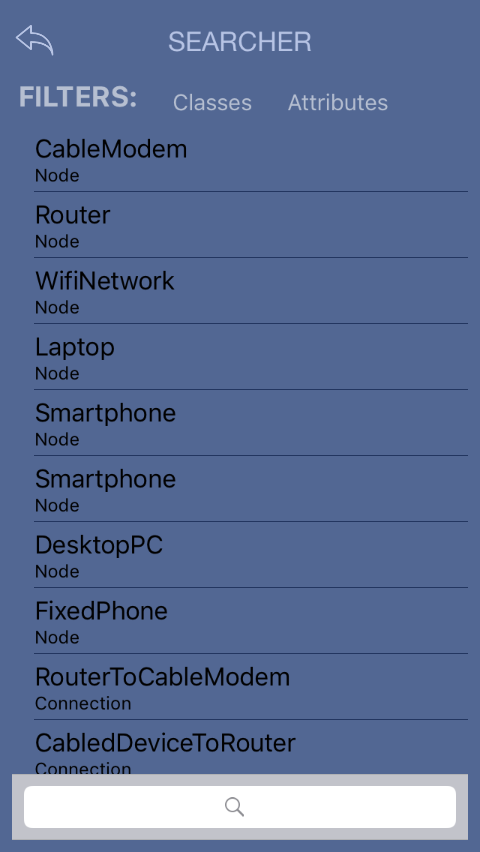 SEARCHER
FILTERS: Classes Attributes
CableModem
Node
Router
Node
WifiNetwork
Node
Laptop
Node
Smartphone
Node
Smartphone
Node
DesktopPC
Node
FixedPhone
Node
RouterToCableModem
Connection
CabledDeviceToRouter
Connection